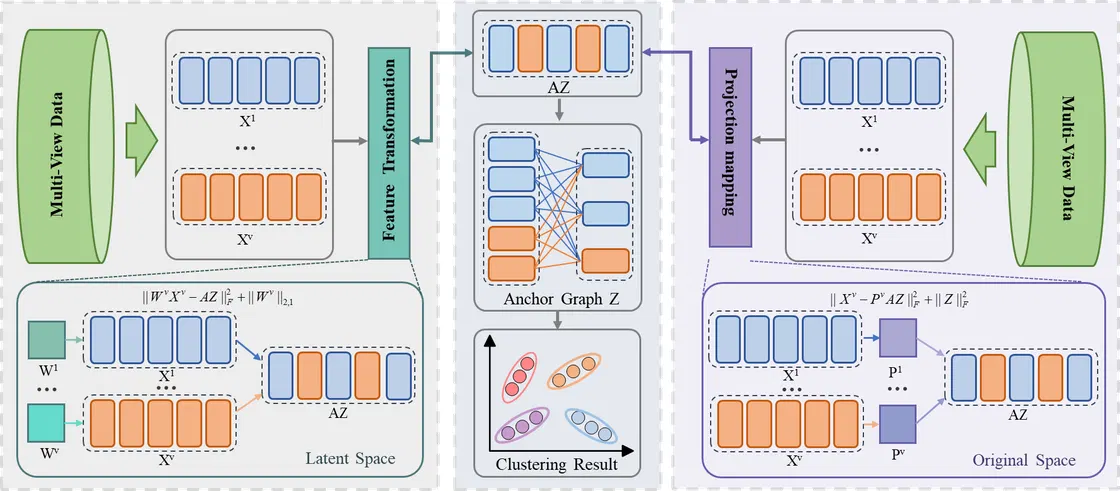 Multi-View Data
X¹
...
Xᵛ
Feature Transformation
‖WᵛXᵛ − AZ‖²_F + ‖Wᵛ‖₂,₁
W¹
...
Wᵛ
X¹
...
Xᵛ
AZ
Latent Space
AZ
Anchor Graph Z
Clustering Result
Projection mapping
X¹
...
Xᵛ
Multi-View Data
‖Xᵛ − PᵛAZ‖²_F + ‖Z‖²_F
X¹
...
Xᵛ
P¹
...
Pᵛ
AZ
Original Space